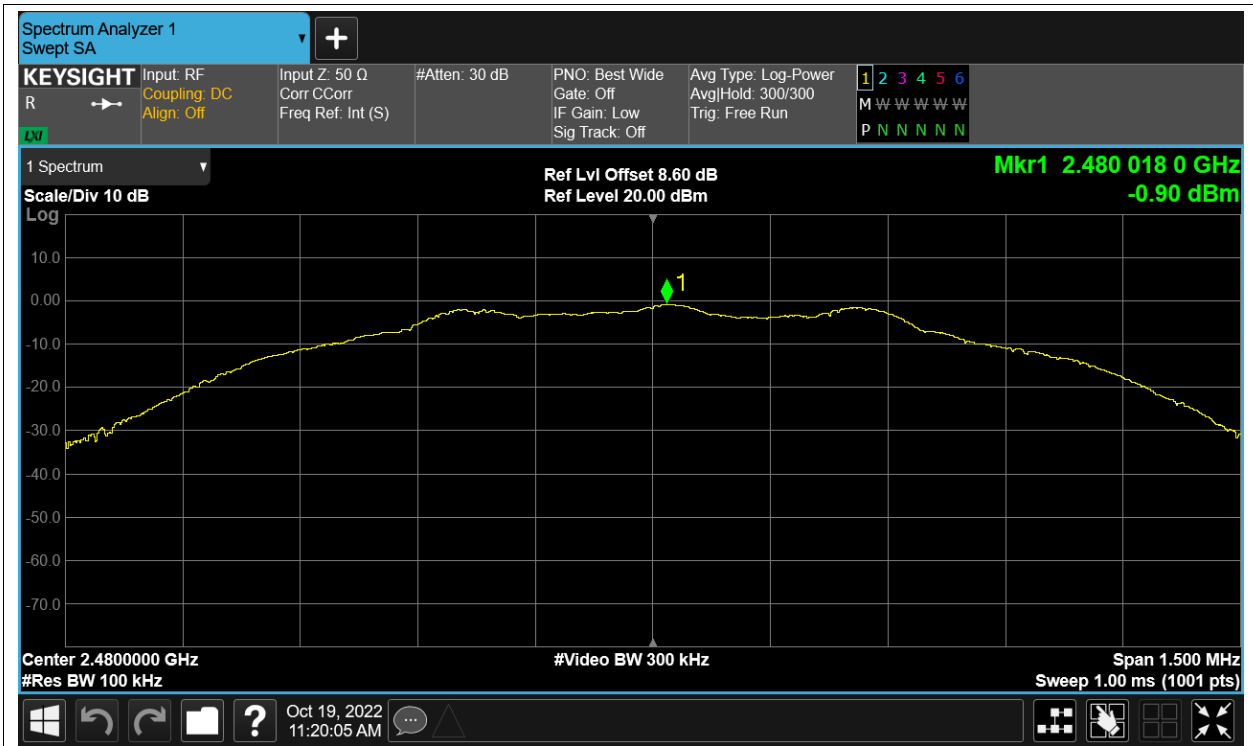 Spectrum Analyzer 1
Swept SA
KEYSIGHT
R
LXI
Input: RF
Coupling: DC
Align: Off
Input Z: 50 Ω
Corr CCorr
Freq Ref: Int (S)
#Atten: 30 dB
PNO: Best Wide
Gate: Off
IF Gain: Low
Sig Track: Off
Avg Type: Log-Power
Avg|Hold: 300/300
Trig: Free Run
1 2 3 4 5 6
M W W W W W
P N N N N N
1 Spectrum
Scale/Div 10 dB
Log
Ref Lvl Offset 8.60 dB
Ref Level 20.00 dBm
Mkr1 2.480 018 0 GHz
-0.90 dBm
10.0
0.00
-10.0
-20.0
-30.0
-40.0
-50.0
-60.0
-70.0
1
Center 2.4800000 GHz
#Res BW 100 kHz
#Video BW 300 kHz
Span 1.500 MHz
Sweep 1.00 ms (1001 pts)
?
Oct 19, 2022
11:20:05 AM